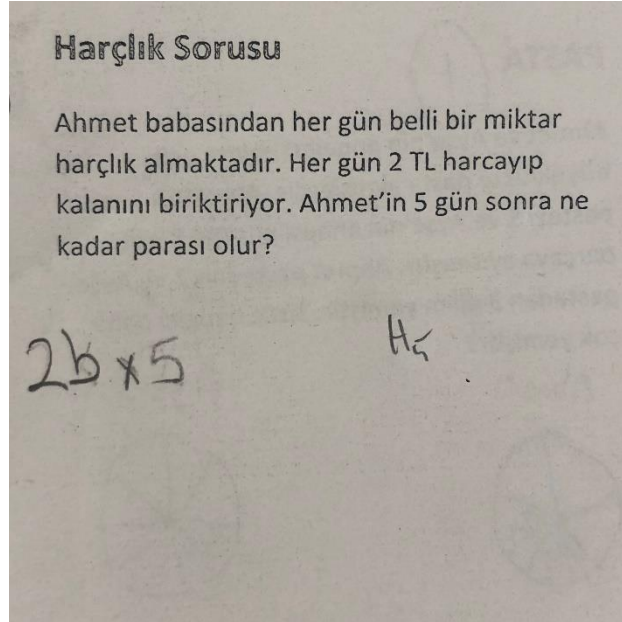 Harçlık Sorusu
Ahmet babasından her gün belli bir miktar
harçlık almaktadır. Her gün 2 TL harcayıp
kalanını biriktiriyor. Ahmet'in 5 gün sonra ne
kadar parası olur?
2b x 5
PASTA